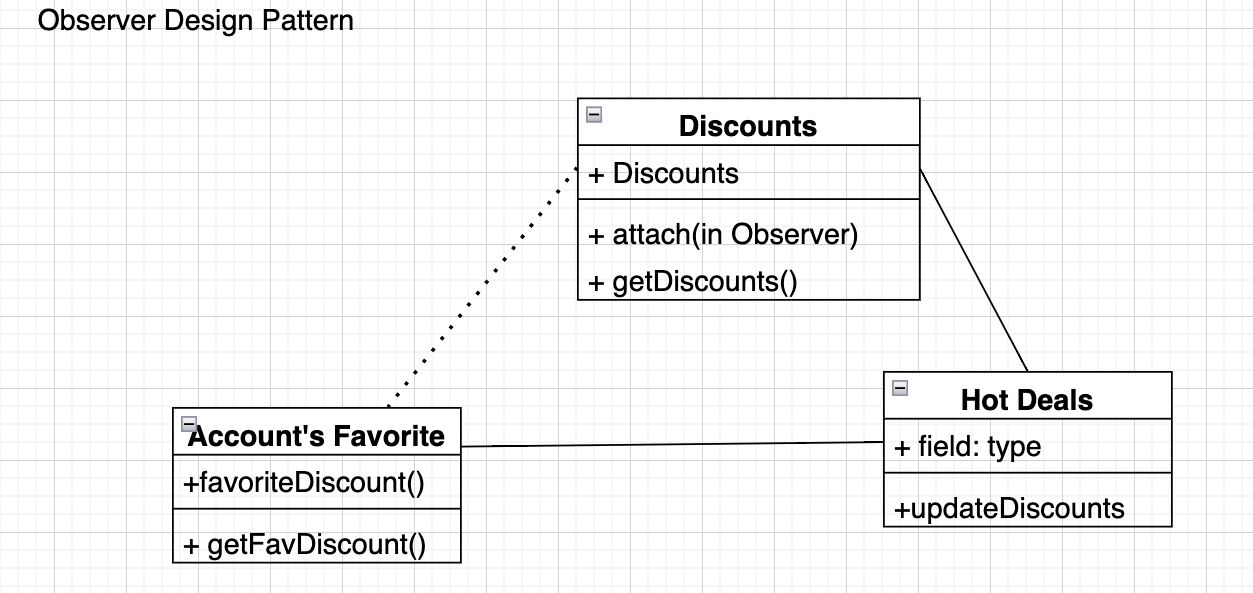 Observer Design Pattern
Discounts
+ Discounts
+ attach(in Observer)
+ getDiscounts()
Hot Deals
+ field: type
+updateDiscounts
Account's Favorite
+favoriteDiscount()
+ getFavDiscount()